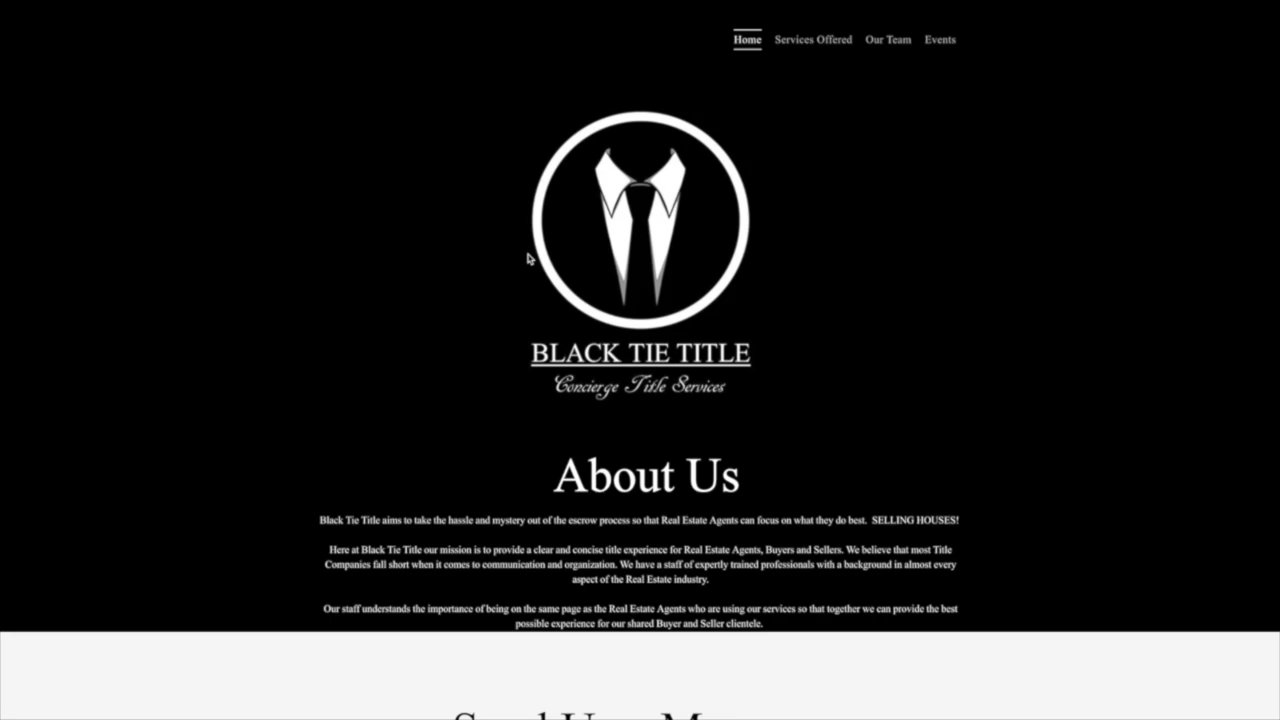 Home Services Offered Our Team Events
BLACK TIE TITLE
Concierge Title Services
About Us
Black Tie Title aims to take the hassle and mystery out of the escrow process so that Real Estate Agents can focus on what they do best. SELLING HOUSES!
Here at Black Tie Title our mission is to provide a clear and concise title experience for Real Estate Agents, Buyers and Sellers. We believe that most Title
Companies fall short when it comes to communication and organization. We have a staff of expertly trained professionals with a background in almost every
aspect of the Real Estate industry.
Our staff understands the importance of being on the same page as the Real Estate Agents who are using our services so that together we can provide the best
possible experience for our shared Buyer and Seller clientele.